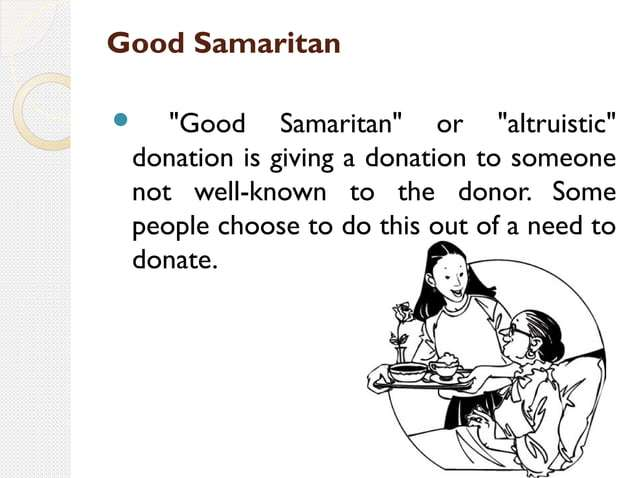 Good Samaritan
"Good Samaritan" or "altruistic"
donation is giving a donation to someone
not well-known to the donor. Some
people choose to do this out of a need to
donate.